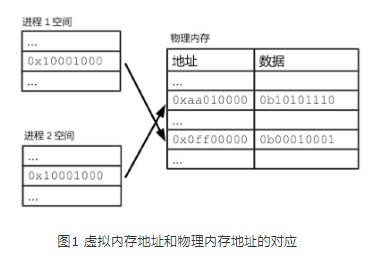 进程 1 空间
...
0x10001000
...
进程 2 空间
...
0x10001000
...
物理内存
地址 数据
...
0xaa010000 0b10101110
...
0x0ff00000 0b00010001
...
图1 虚拟内存地址和物理内存地址的对应